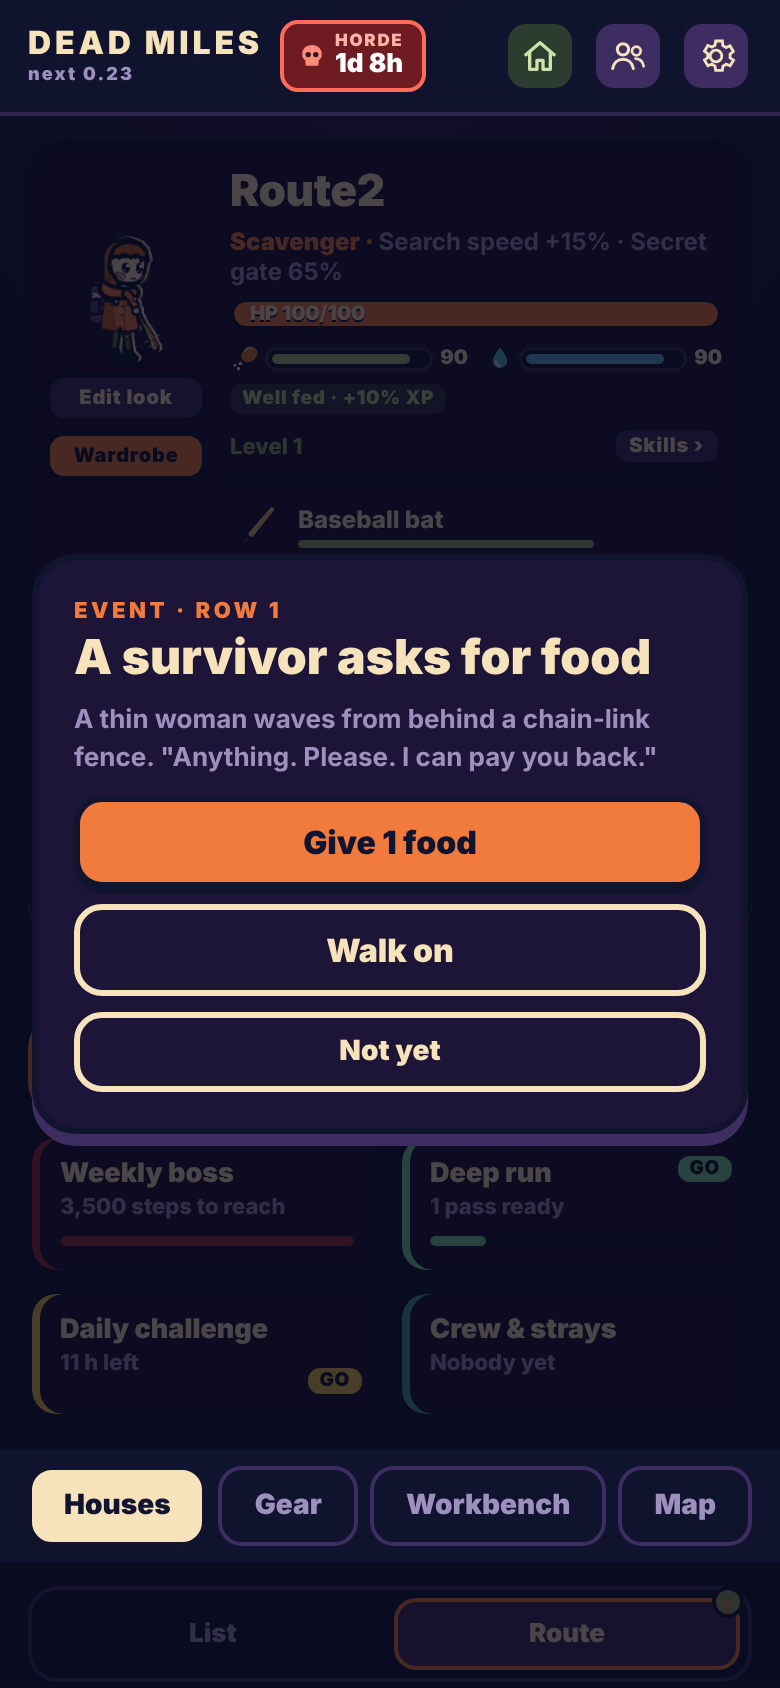 DEAD MILES
next 0.23
HORDE
1d 8h
Route2
Scavenger · Search speed +15% · Secret
gate 65%
HP 100/100
90
90
Edit look
Well fed · +10% XP
Wardrobe
Level 1
Skills ›
Baseball bat
EVENT · ROW 1
A survivor asks for food
A thin woman waves from behind a chain-link
fence. "Anything. Please. I can pay you back."
Give 1 food
Walk on
Not yet
Weekly boss
3,500 steps to reach
Deep run
GO
1 pass ready
Daily challenge
11 h left
GO
Crew & strays
Nobody yet
Houses
Gear
Workbench
Map
List
Route